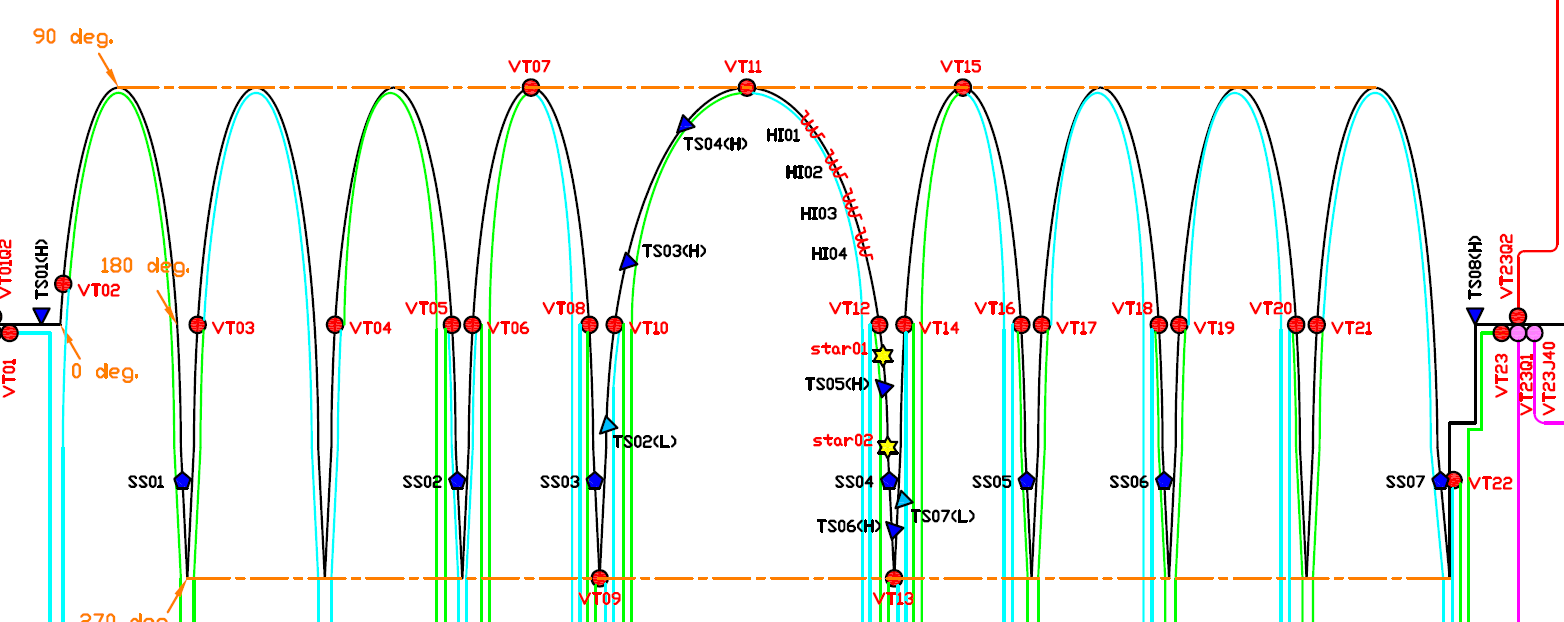 90 deg.
VT07
VT11
VT15
HI01
TS04(H)
HI02
HI03
TS03(H)
HI04
VT01Q2
TS01(H)
180 deg.
VT02
TS08(H)
VT23Q2
VT03
VT04
VT05
VT06
VT08
VT10
VT12
VT14
VT16
VT17
VT18
VT19
VT20
VT21
star01
VT01
0 deg.
TS05(H)
VT23
VT23Q1
VT23J40
TS02(L)
star02
SS01
SS02
SS03
SS04
SS05
SS06
SS07
VT22
TS06(H)
TS07(L)
VT09
VT13
270 deg.